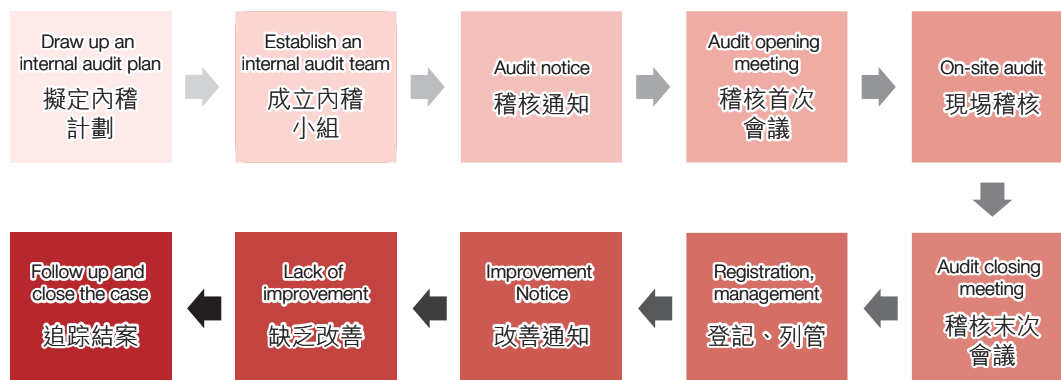 Draw up an
internal audit plan
擬定內稽
計劃
Establish an
internal audit team
成立內稽
小組
Audit notice
稽核通知
Audit opening
meeting
稽核首次
會議
On-site audit
現場稽核
Audit closing
meeting
稽核末次
會議
Registration,
management
登記、列管
Improvement
Notice
改善通知
Lack of
improvement
缺乏改善
Follow up and
close the case
追踪結案